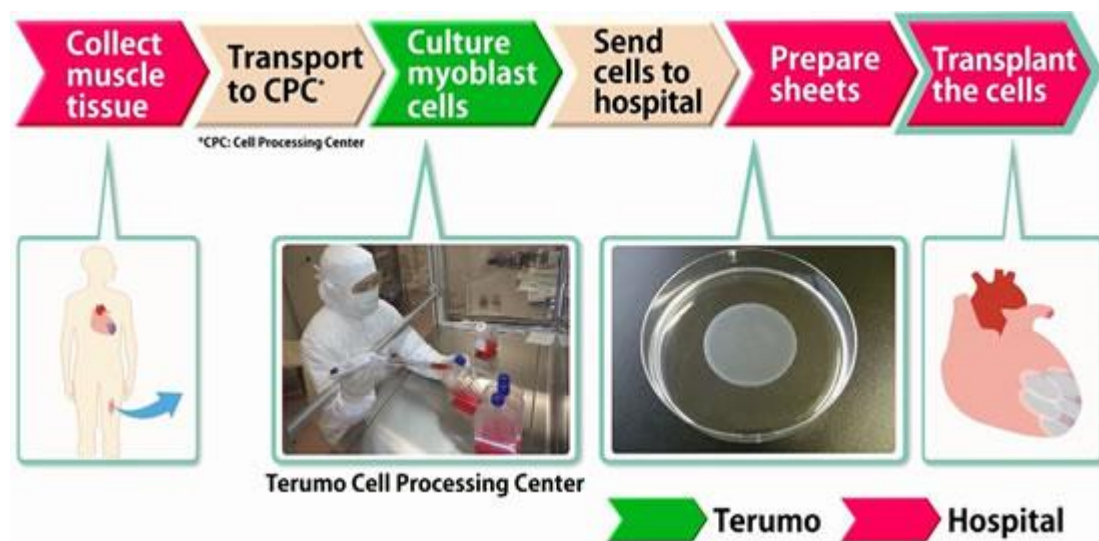 Collect
muscle
tissue
Transport
to CPC*
Culture
myoblast
cells
Send
cells to
hospital
Prepare
sheets
Transplant
the cells
*CPC: Cell Processing Center
Terumo Cell Processing Center
Terumo
Hospital